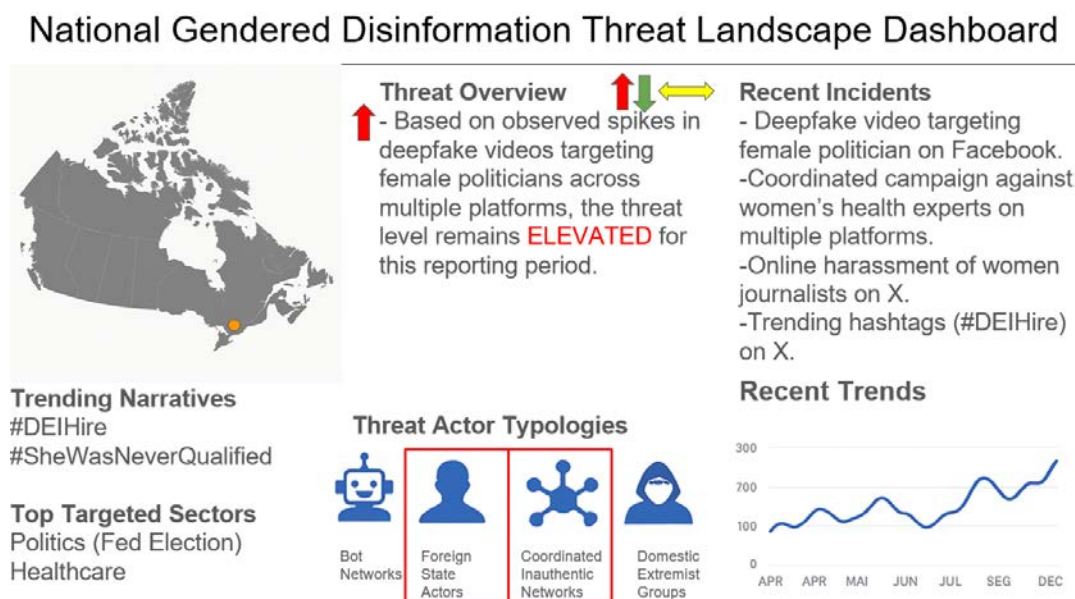 National Gendered Disinformation Threat Landscape Dashboard
Threat Overview
- Based on observed spikes in
deepfake videos targeting
female politicians across
multiple platforms, the threat
level remains ELEVATED for
this reporting period.
Recent Incidents
- Deepfake video targeting
female politician on Facebook.
-Coordinated campaign against
women's health experts on
multiple platforms.
-Online harassment of women
journalists on X.
-Trending hashtags (#DEIHire)
on X.
Trending Narratives
#DEIHire
#SheWasNeverQualified
Top Targeted Sectors
Politics (Fed Election)
Healthcare
Threat Actor Typologies
Bot
Networks
Foreign
State
Actors
Coordinated
Inauthentic
Networks
Domestic
Extremist
Groups
Recent Trends
300
700
100
0
APR APR MAI JUN JUL SEG DEC